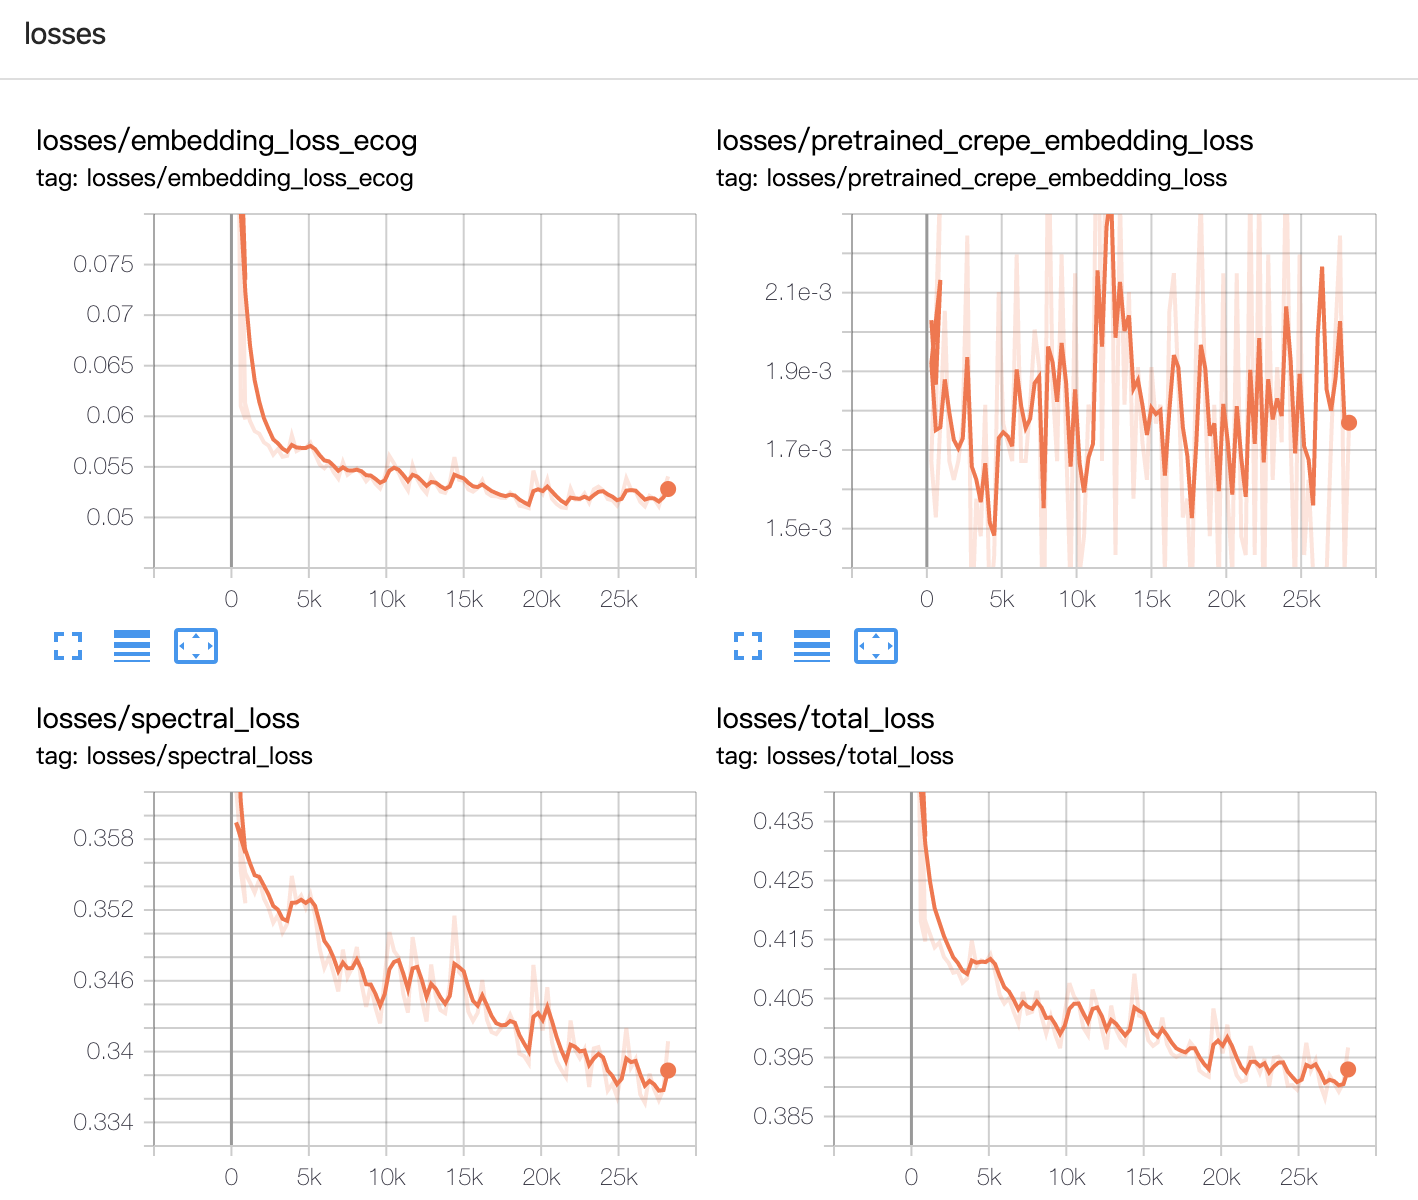 losses
losses/embedding_loss_ecog
tag: losses/embedding_loss_ecog
0.075
0.07
0.065
0.06
0.055
0.05
0 5k 10k 15k 20k 25k
losses/pretrained_crepe_embedding_loss
tag: losses/pretrained_crepe_embedding_loss
2.1e-3
1.9e-3
1.7e-3
1.5e-3
0 5k 10k 15k 20k 25k
losses/spectral_loss
tag: losses/spectral_loss
0.358
0.352
0.346
0.34
0.334
0 5k 10k 15k 20k 25k
losses/total_loss
tag: losses/total_loss
0.435
0.425
0.415
0.405
0.395
0.385
0 5k 10k 15k 20k 25k